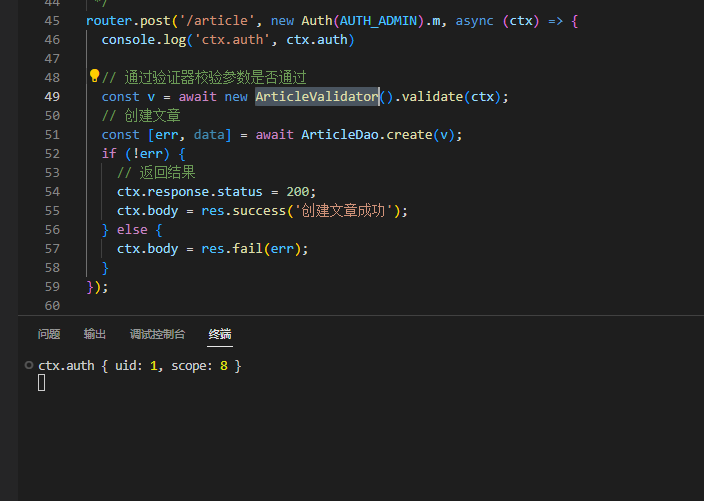 44 */
45 router.post('/article', new Auth(AUTH_ADMIN).m, async (ctx) => {
46 console.log('ctx.auth', ctx.auth)
47
48 // 通过验证器校验参数是否通过
49 const v = await new ArticleValidator().validate(ctx);
50 // 创建文章
51 const [err, data] = await ArticleDao.create(v);
52 if (!err) {
53 // 返回结果
54 ctx.response.status = 200;
55 ctx.body = res.success('创建文章成功');
56 } else {
57 ctx.body = res.fail(err);
58 }
59 });
60
问题 输出 调试控制台 终端
ctx.auth { uid: 1, scope: 8 }